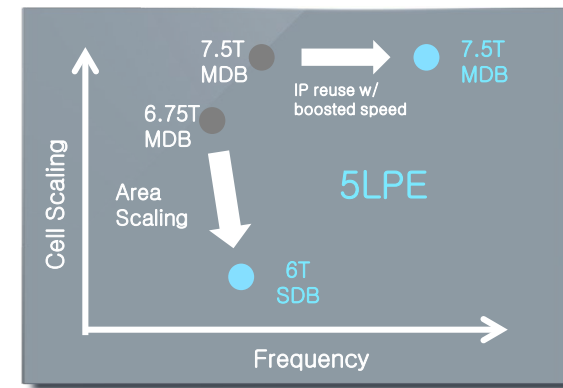 7.5T
MDB
7.5T
MDB
IP reuse w/
boosted speed
6.75T
MDB
Area
Scaling
5LPE
Cell Scaling
6T
SDB
Frequency